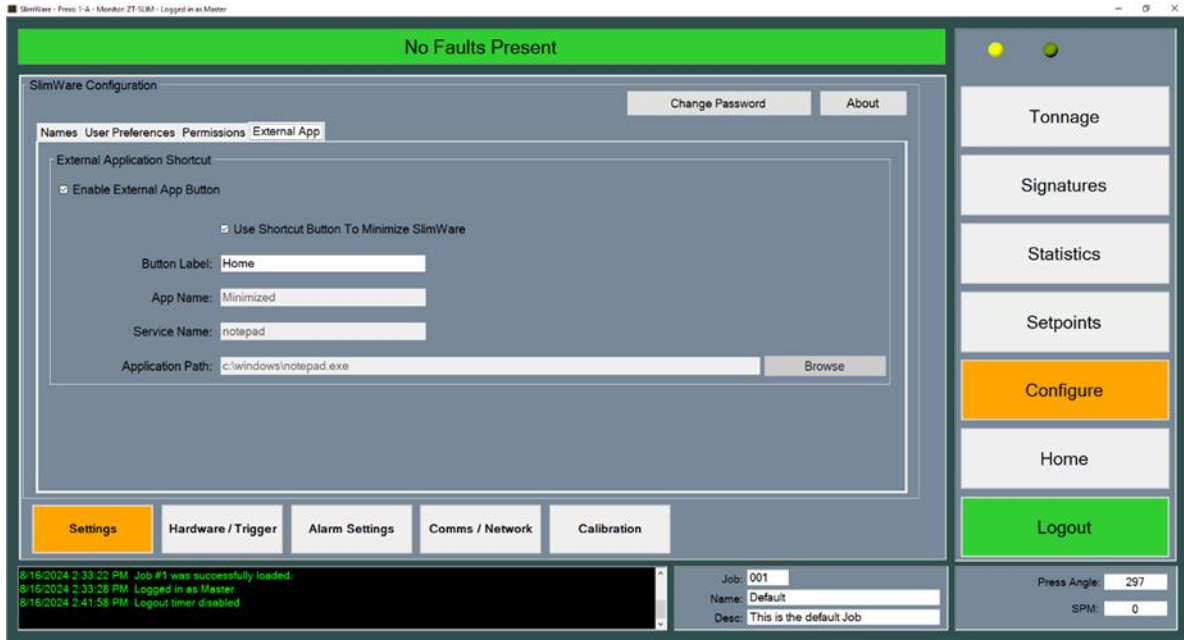 SlimWare - Press: 1-A - Monitor: ZT-SLIM - Logged in as Master
No Faults Present
SlimWare Configuration
Change Password
About
Names
User Preferences
Permissions
External App
External Application Shortcut
Enable External App Button
Use Shortcut Button To Minimize SlimWare
Button Label: Home
App Name: Minimized
Service Name: notepad
Application Path: c:\windows\notepad.exe
Browse
Settings
Hardware / Trigger
Alarm Settings
Comms / Network
Calibration
Tonnage
Signatures
Statistics
Setpoints
Configure
Home
Logout
8/16/2024 2:33:22 PM Job #1 was successfully loaded.
8/16/2024 2:33:28 PM Logged in as Master
8/16/2024 2:41:58 PM Logout timer disabled
Job: 001
Name: Default
Desc: This is the default Job
Press Angle: 297
SPM: 0